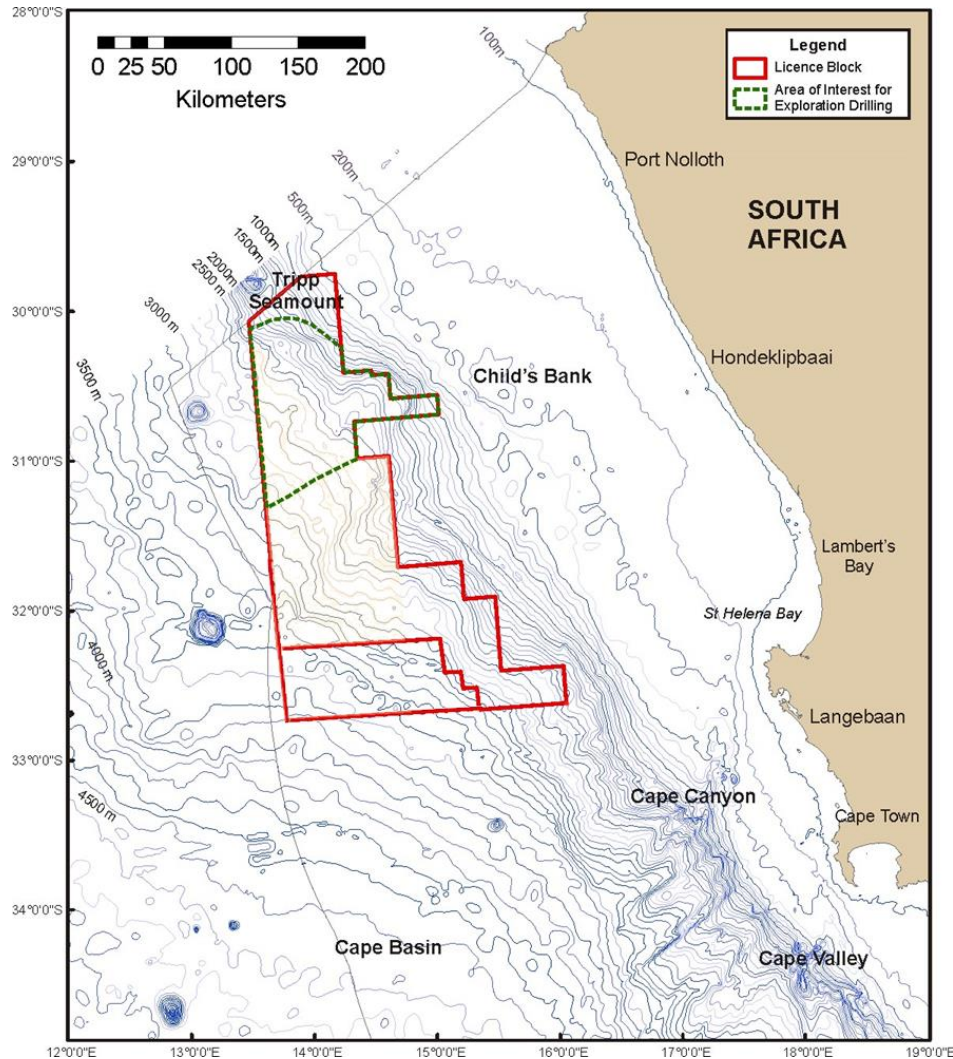 28°0'0"S
29°0'0"S
30°0'0"S
31°0'0"S
32°0'0"S
33°0'0"S
34°0'0"S
0 25 50 100 150 200
Kilometers
Legend
Licence Block
Area of Interest for
Exploration Drilling
100m
200m
500m
1000m
1500m
2000m
2500 m
3000 m
3500 m
4000m
4500 m
Port Nolloth
SOUTH
AFRICA
Tripp
Seamount
Hondeklipbaai
Child's Bank
Lambert's
Bay
St Helena Bay
Langebaan
Cape Canyon
Cape Town
Cape Basin
Cape Valley
12°0'0"E
13°0'0"E
14°0'0"E
15°0'0"E
16°0'0"E
17°0'0"E
18°0'0"E
19°0'0"E